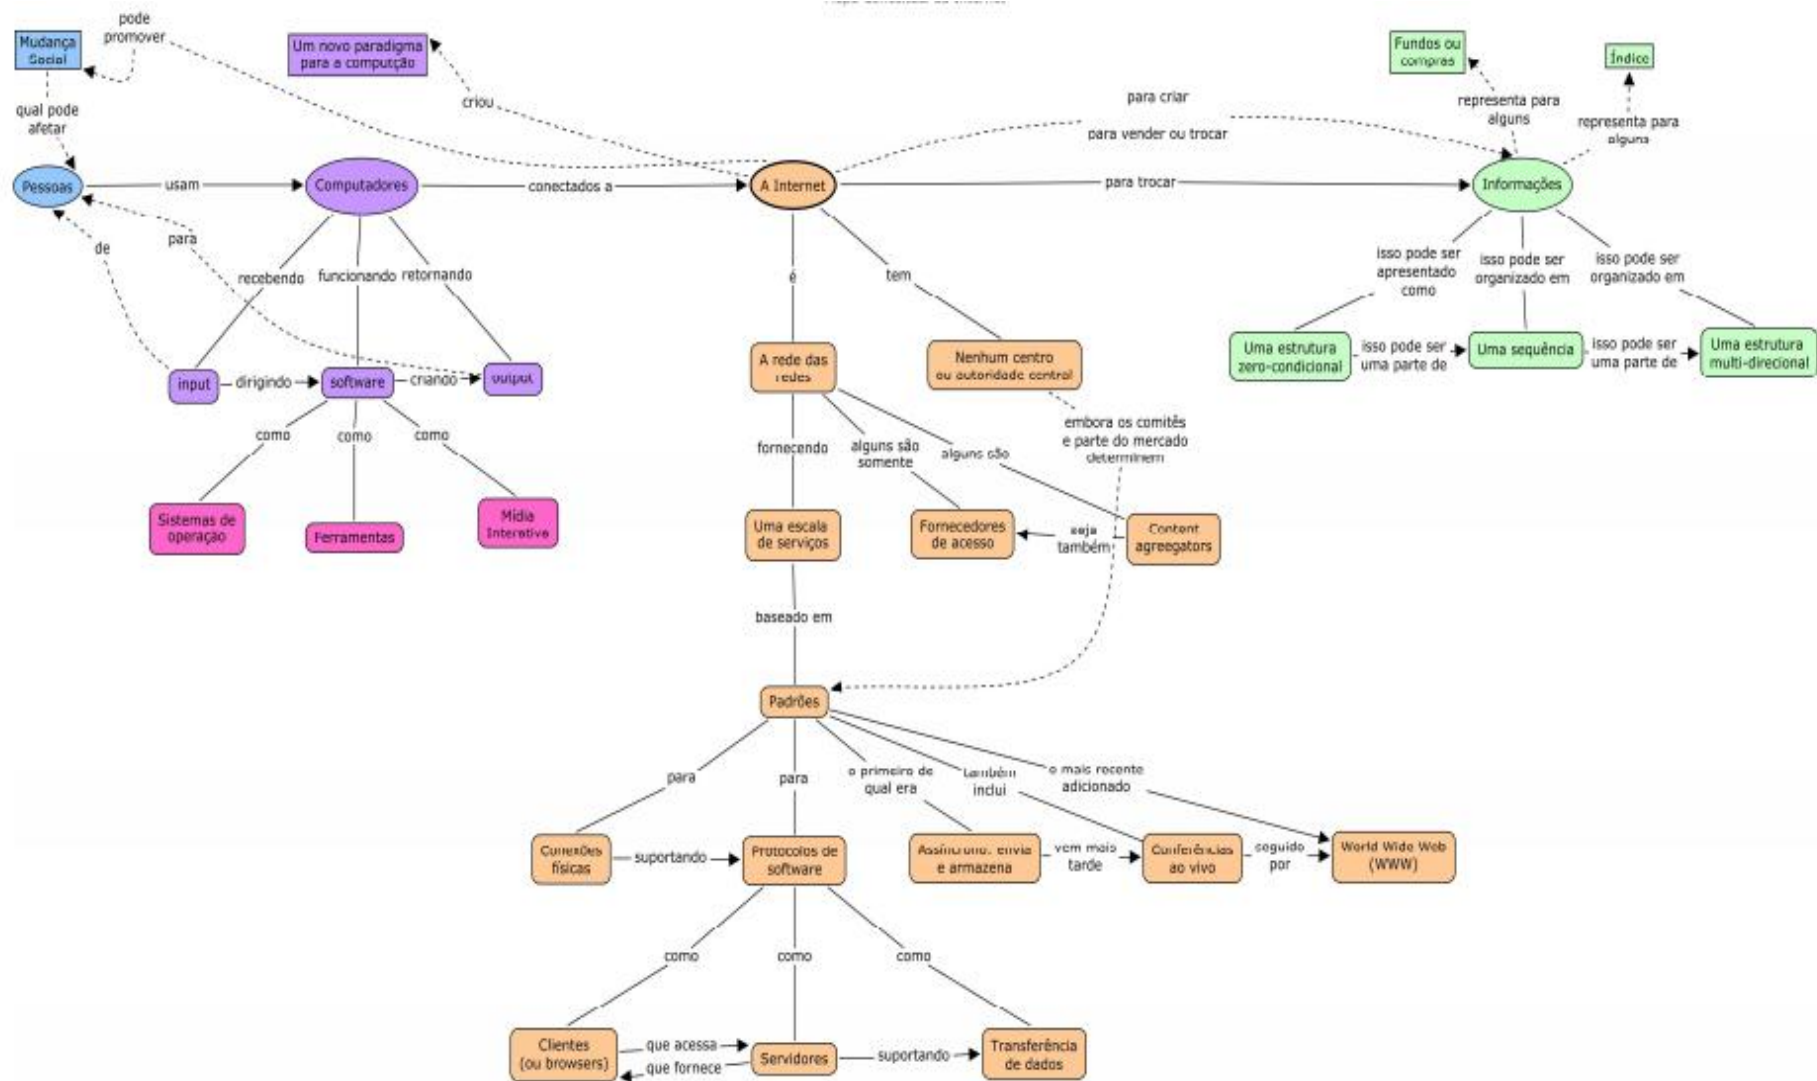 pode
promover
Mudança
Social
Um novo paradigma
para a computção
Fundos ou
compras
Índice
qual pode
afetar
criou
para criar
para vender ou trocar
representa para
alguns
representa para
alguns
Pessoas
usam
Computadores
conectados a
A Internet
para trocar
Informações
de
para
recebendo
funcionando
retornando
é
tem
isso pode ser
apresentado
como
isso pode ser
organizado em
isso pode ser
organizado em
input
dirigindo
software
criando
output
A rede das
redes
Nenhum centro
ou autoridade central
Uma estrutura
zero-condicional
isso pode ser
uma parte de
Uma sequência
isso pode ser
uma parte de
Uma estrutura
multi-direcional
como
como
como
fornecendo
alguns são
somente
alguns são
embora os comitês
e parte do mercado
determinem
Sistemas de
operação
Ferramentas
Mídia
Interativa
Uma escala
de serviços
Fornecedores
de acesso
seja
também
Content
agreegators
baseado em
Padrões
para
para
o primeiro de
qual era
também
inclui
o mais recente
adicionado
Conexões
físicas
suportando
Protocolos de
software
Assíncrono: envia
e armazena
vem mais
tarde
Conferências
ao vivo
seguido
por
World Wide Web
(WWW)
como
como
como
Clientes
(ou browsers)
que acessa
que fornece
Servidores
suportando
Transferência
de dados